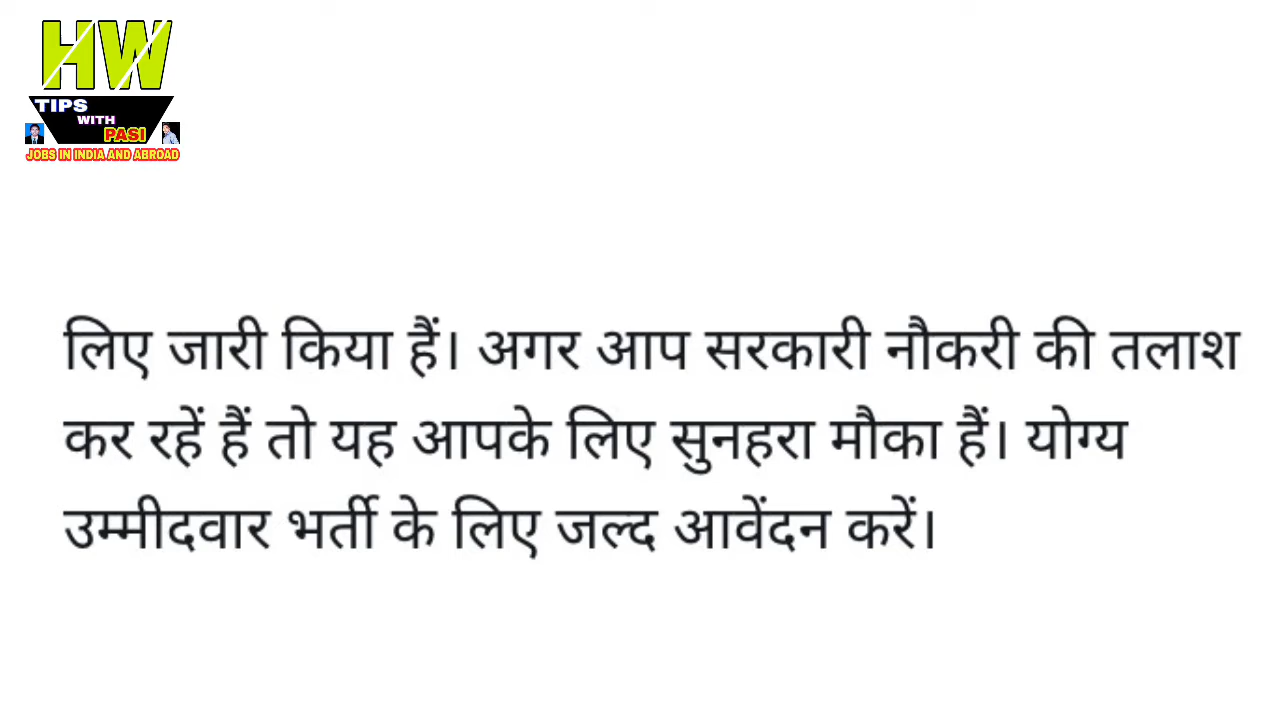 HW
TIPS
WITH
PASI
JOBS IN INDIA AND ABROAD
लिए जारी किया हैं। अगर आप सरकारी नौकरी की तलाश
कर रहें हैं तो यह आपके लिए सुनहरा मौका हैं। योग्य
उम्मीदवार भर्ती के लिए जल्द आवेंदन करें।